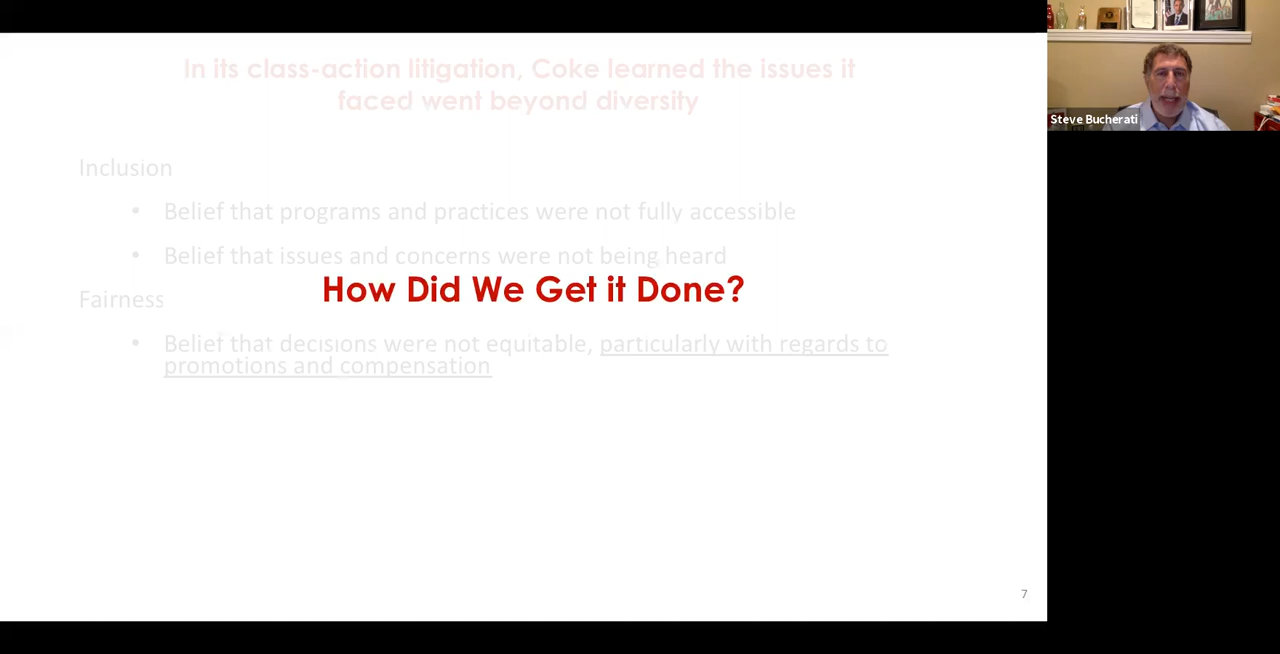 In its class-action litigation, Coke learned the issues it
faced went beyond diversity
Steve Bucherati
Inclusion
• Belief that programs and practices were not fully accessible
• Belief that issues and concerns were not being heard
How Did We Get it Done?
Fairness
• Belief that decisions were not equitable, particularly with regards to
promotions and compensation
7